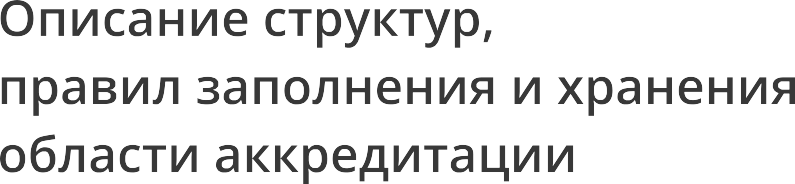 Описание структур,
правил заполнения и хранения
области аккредитации